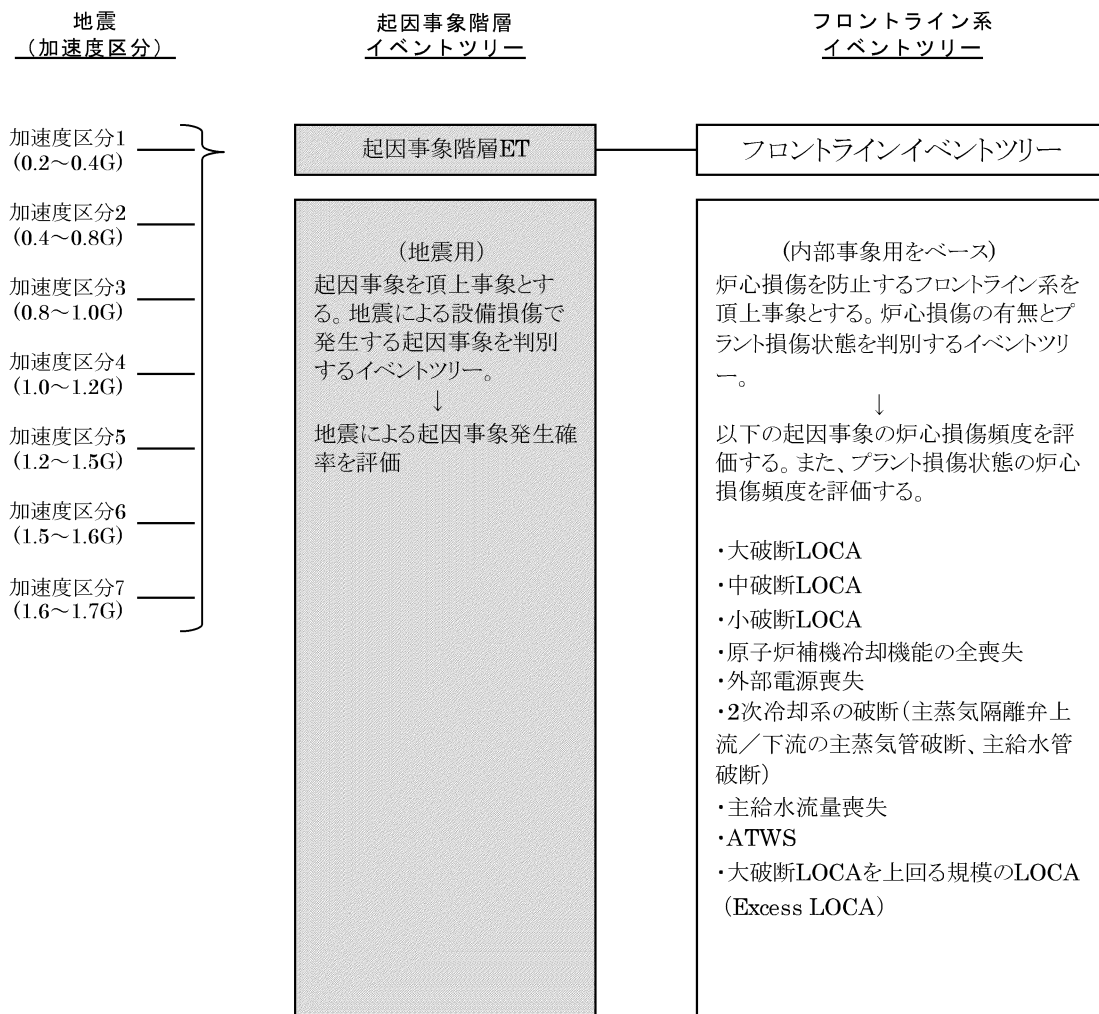 地震
（加速度区分）
起因事象階層
イベントツリー
フロントライン系
イベントツリー
加速度区分1
(0.2～0.4G)
加速度区分2
(0.4～0.8G)
加速度区分3
(0.8～1.0G)
加速度区分4
(1.0～1.2G)
加速度区分5
(1.2～1.5G)
加速度区分6
(1.5～1.6G)
加速度区分7
(1.6～1.7G)
起因事象階層ET
（地震用）
起因事象を頂上事象とす
る。地震による設備損傷で
発生する起因事象を判別
するイベントツリー。
↓
地震による起因事象発生確
率を評価
フロントラインイベントツリー
（内部事象用をベース）
炉心損傷を防止するフロントライン系を
頂上事象とする。炉心損傷の有無とプ
ラント損傷状態を判別するイベントツリ
ー。
↓
以下の起因事象の炉心損傷頻度を評
価する。また、プラント損傷状態の炉心
損傷頻度を評価する。
・大破断LOCA
・中破断LOCA
・小破断LOCA
・原子炉補機冷却機能の全喪失
・外部電源喪失
・2次冷却系の破断（主蒸気隔離弁上
流／下流の主蒸気管破断、主給水管
破断）
・主給水流量喪失
・ATWS
・大破断LOCAを上回る規模のLOCA
（Excess LOCA）